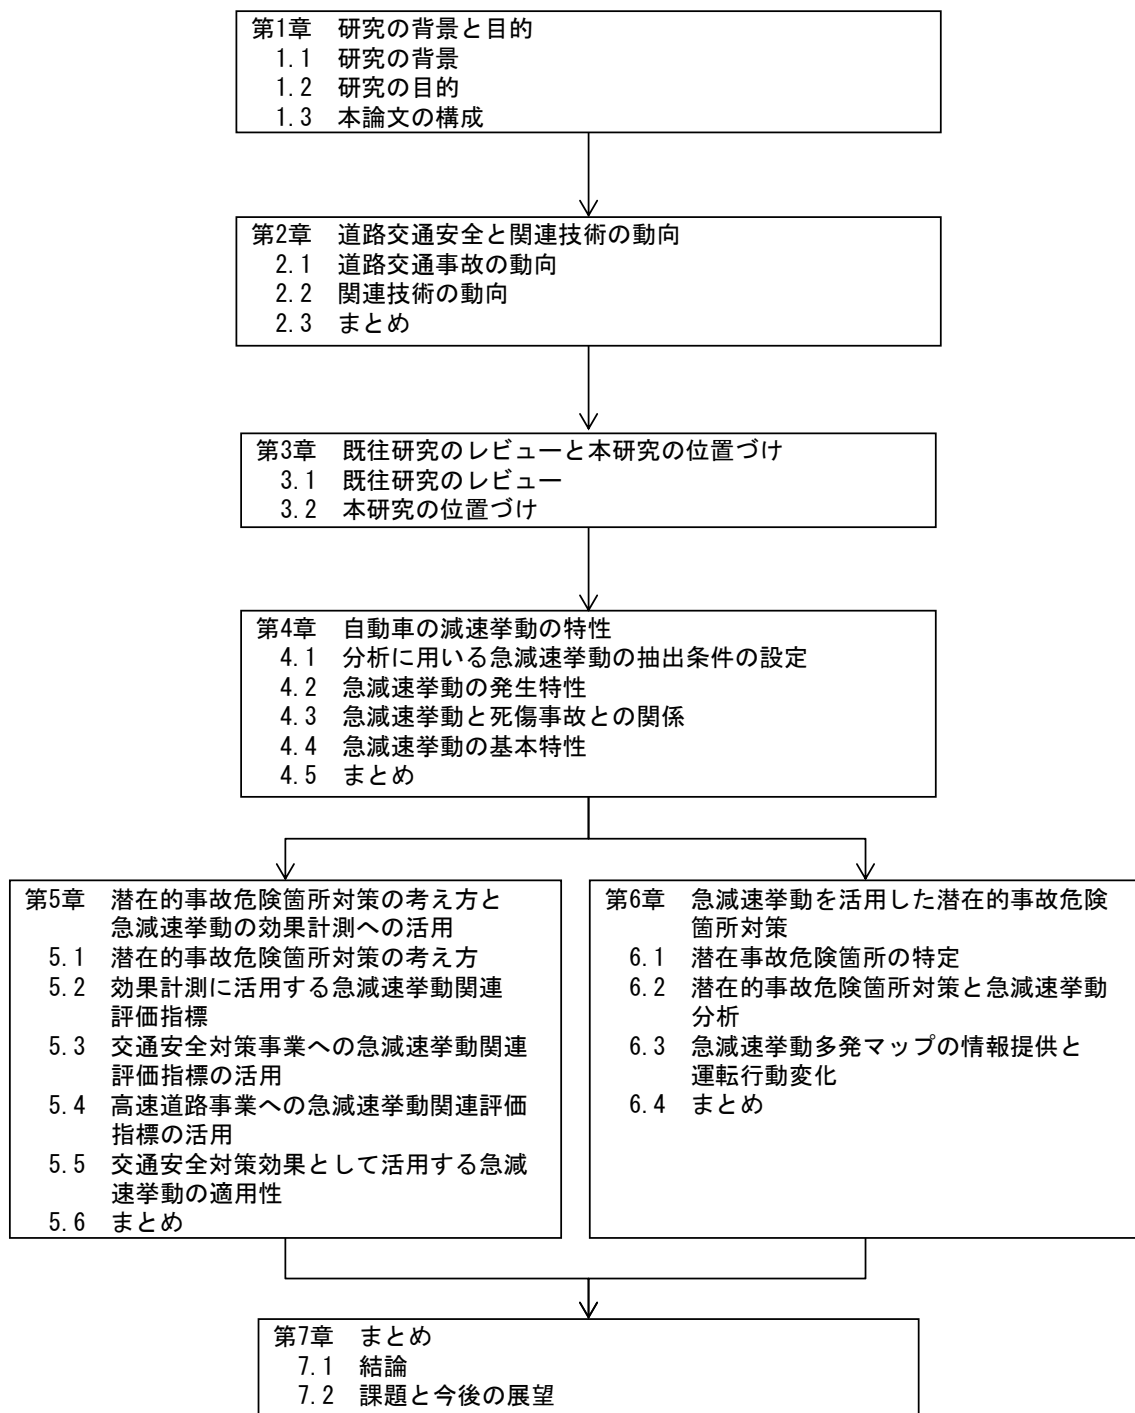 第1章 研究の背景と目的
1.1 研究の背景
1.2 研究の目的
1.3 本論文の構成
第2章 道路交通安全と関連技術の動向
2.1 道路交通事故の動向
2.2 関連技術の動向
2.3 まとめ
第3章 既往研究のレビューと本研究の位置づけ
3.1 既往研究のレビュー
3.2 本研究の位置づけ
第4章 自動車の減速挙動の特性
4.1 分析に用いる急減速挙動の抽出条件の設定
4.2 急減速挙動の発生特性
4.3 急減速挙動と死傷事故との関係
4.4 急減速挙動の基本特性
4.5 まとめ
第5章 潜在的事故危険箇所対策の考え方と
急減速挙動の効果計測への活用
5.1 潜在的事故危険箇所対策の考え方
5.2 効果計測に活用する急減速挙動関連
評価指標
5.3 交通安全対策事業への急減速挙動関連
評価指標の活用
5.4 高速道路事業への急減速挙動関連評価
指標の活用
5.5 交通安全対策効果として活用する急減
速挙動の適用性
5.6 まとめ
第6章 急減速挙動を活用した潜在的事故危険
箇所対策
6.1 潜在事故危険箇所の特定
6.2 潜在的事故危険箇所対策と急減速挙動
分析
6.3 急減速挙動多発マップの情報提供と
運転行動変化
6.4 まとめ
第7章 まとめ
7.1 結論
7.2 課題と今後の展望